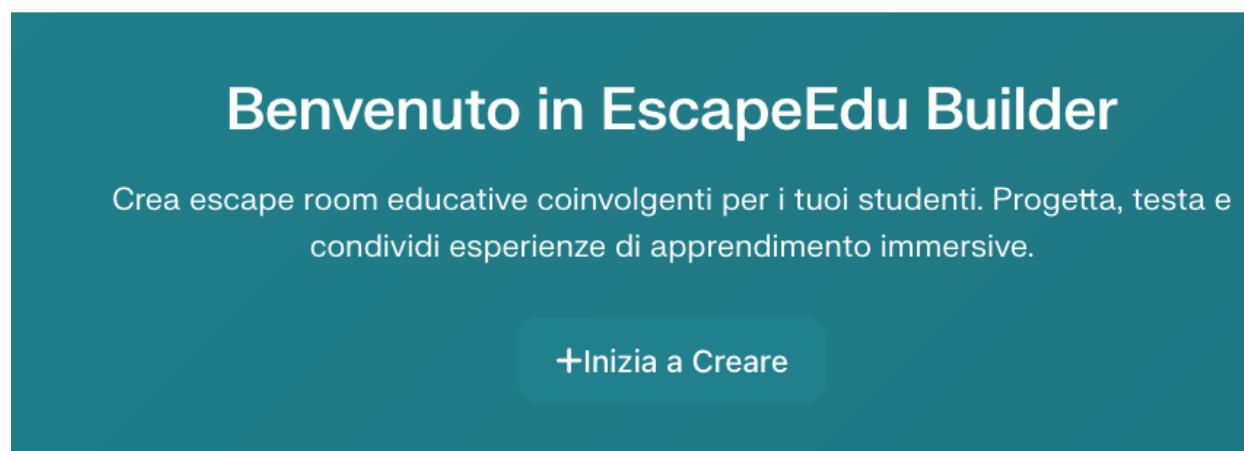 Benvenuto in EscapeEdu Builder
Crea escape room educative coinvolgenti per i tuoi studenti. Progetta, testa e
condividi esperienze di apprendimento immersive.
+Inizia a Creare